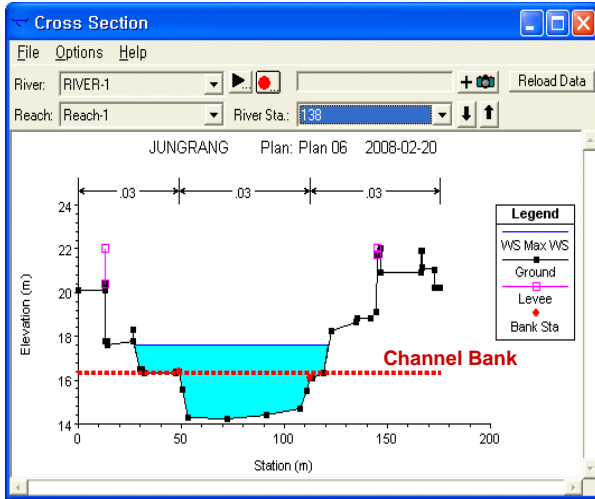 Cross Section
File Options Help
River: RIVER-1 Reload Data
Reach: Reach-1 River Sta.: 138
JUNGRANG Plan: Plan 06 2008-02-20
.03 .03 .03
24
22
20
18
16
14
Elevation (m)
0 50 100 150 200
Station (m)
Channel Bank
Legend
WS Max WS
Ground
Levee
Bank Sta